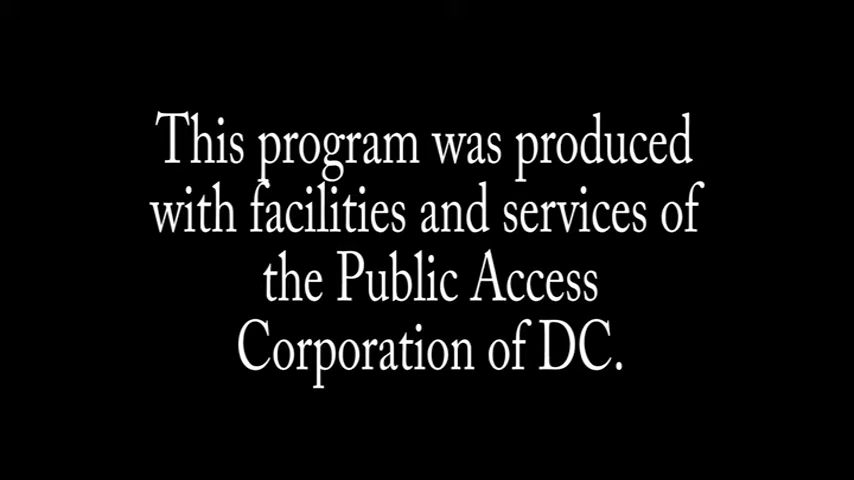 This program was produced
with facilities and services of
the Public Access
Corporation of DC.